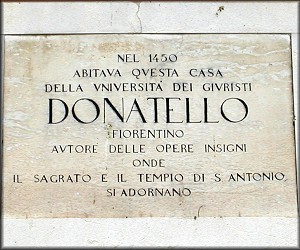 NEL 1450
ABITAVA QVESTA CASA
DELLA VNIVERSITÀ DEI GIVRISTI
DONATELLO
FIORENTINO
AVTORE DELLE OPERE INSIGNI
ONDE
IL SAGRATO E IL TEMPIO DI S. ANTONIO
SI ADORNANO